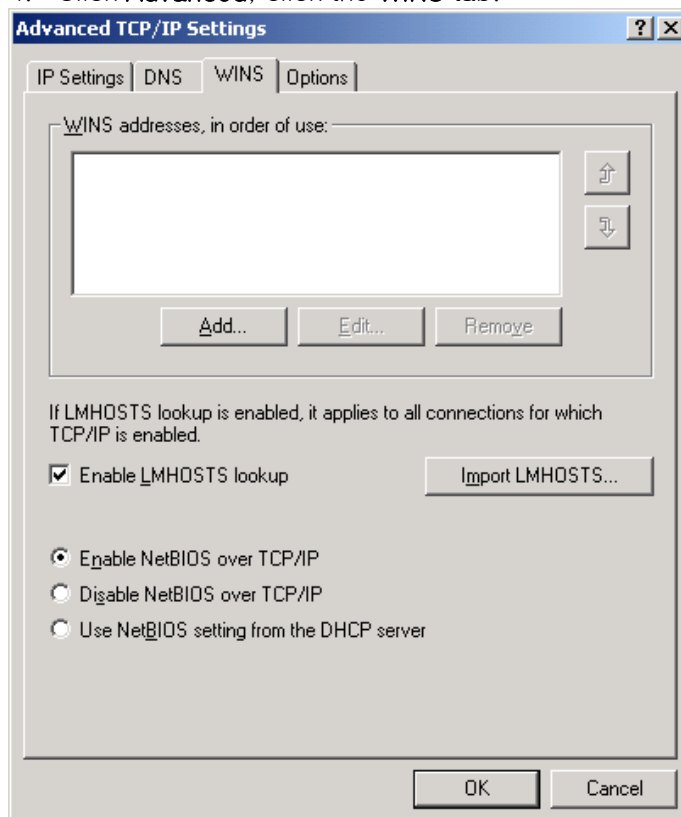 Advanced TCP/IP Settings
IP Settings DNS WINS Options
WINS addresses, in order of use:
Add... Edit... Remove
If LMHOSTS lookup is enabled, it applies to all connections for which
TCP/IP is enabled.
Enable LMHOSTS lookup Import LMHOSTS...
Enable NetBIOS over TCP/IP
Disable NetBIOS over TCP/IP
Use NetBIOS setting from the DHCP server
OK Cancel